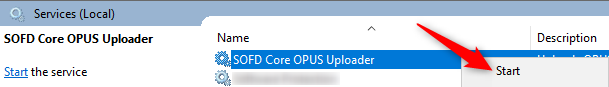 Services (Local)
SOFD Core OPUS Uploader
Name
Description
SOFD Core OPUS Uploader
Start
Start the service